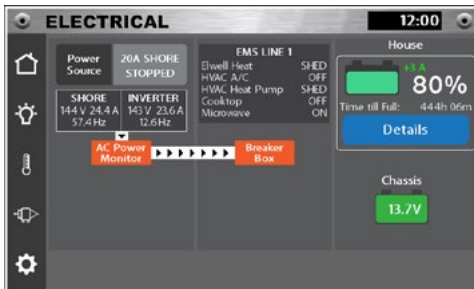 ELECTRICAL
12:00
Power
Source
20A SHORE
STOPPED
SHORE
144 V 24.4 A
57.4 Hz
INVERTER
143 V 23.6 A
12.6 Hz
AC Power
Monitor
Breaker
Box
EMS LINE 1
Elwell Heat SHED
HVAC A/C OFF
HVAC Heat Pump SHED
Cooktop OFF
Microwave ON
House
+3 A
80%
Time till Full: 444h 06m
Details
Chassis
13.7V